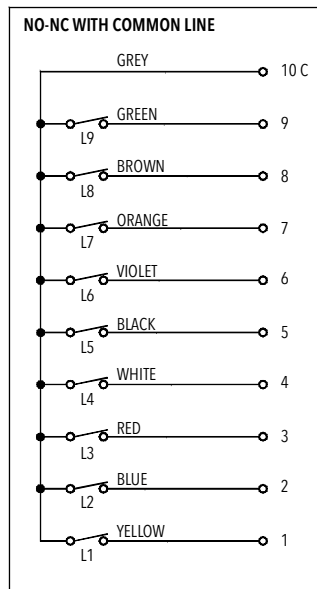 NO-NC WITH COMMON LINE
GREY 10 C
GREEN 9
L9
BROWN 8
L8
ORANGE 7
L7
VIOLET 6
L6
BLACK 5
L5
WHITE 4
L4
RED 3
L3
BLUE 2
L2
YELLOW 1
L1